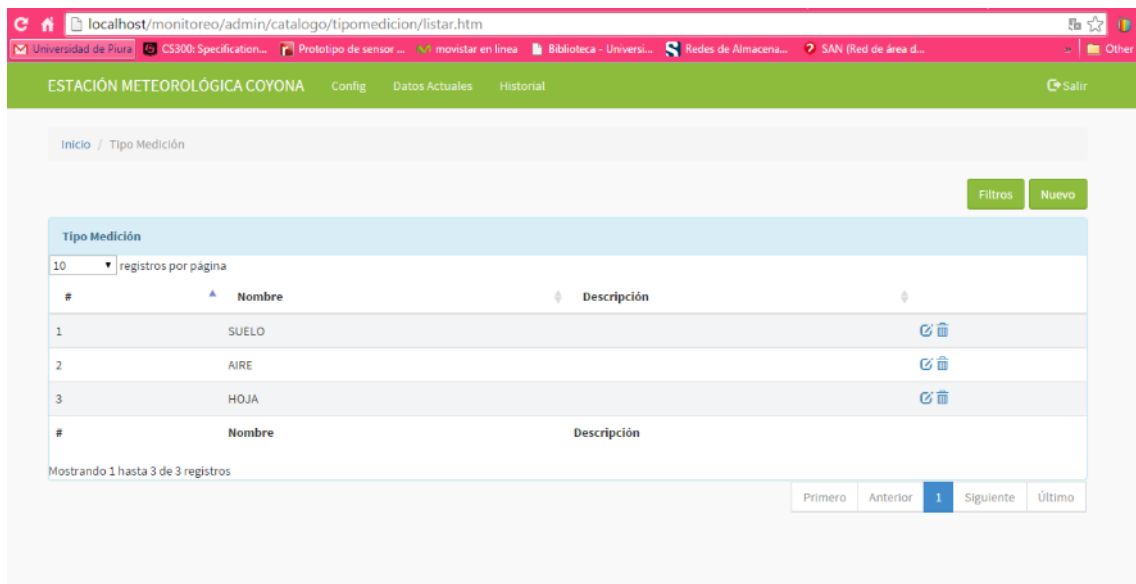 localhost/monitoreo/admin/catalogo/tipomedicion/listar.htm
Universidad de Piura CS300: Specification... Prototipo de sensor ... movistar en linea Biblioteca - Universi... Redes de Almacena... SAN (Red de área d... Other
ESTACIÓN METEOROLÓGICA COYONA Config Datos Actuales Historial Salir
Inicio / Tipo Medición
Filtros Nuevo
Tipo Medición
10 registros por página
# Nombre Descripción
1 SUELO
2 AIRE
3 HOJA
# Nombre Descripción
Mostrando 1 hasta 3 de 3 registros
Primero Anterior 1 Siguiente Último